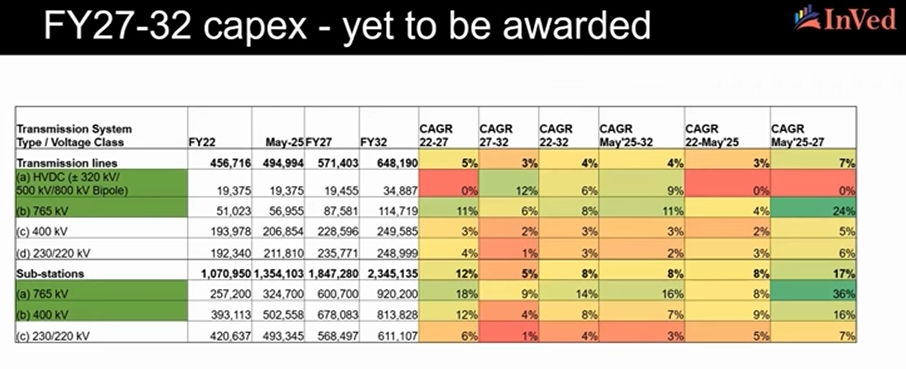 FY27-32 capex - yet to be awarded
InVed
Transmission System Type / Voltage Class FY22 May-25 FY27 FY32 CAGR 22-27 CAGR 27-32 CAGR 22-32 CAGR May'25-32 CAGR 22-May'25 CAGR May'25-27
Transmission lines 456,716 494,994 571,403 648,190 5% 3% 4% 4% 3% 7%
(a) HVDC (± 320 kV/ 500 kV/800 kV Bipole) 19,375 19,375 19,455 34,887 0% 12% 6% 9% 0% 0%
(b) 765 kV 51,023 56,955 87,581 114,719 11% 6% 8% 11% 4% 24%
(c) 400 kV 193,978 206,854 228,596 249,585 3% 2% 3% 3% 2% 5%
(d) 230/220 kV 192,340 211,810 235,771 248,999 4% 1% 3% 2% 3% 6%
Sub-stations 1,070,950 1,354,103 1,847,280 2,345,135 12% 5% 8% 8% 8% 17%
(a) 765 kV 257,200 324,700 600,700 920,200 18% 9% 14% 16% 8% 36%
(b) 400 kV 393,113 502,558 678,083 813,828 12% 4% 8% 7% 9% 16%
(c) 230/220 kV 420,637 493,345 568,497 611,107 6% 1% 4% 3% 5% 7%